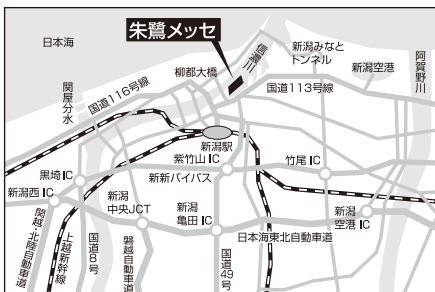 日本海
朱鷺メッセ
信濃川
新潟みなと
トンネル
新潟空港
阿賀野川
柳都大橋
関屋分水
国道116号線
国道113号線
新潟駅
紫竹山IC
竹尾IC
黒埼IC
新新バイパス
新潟西IC
新潟
中央JCT
新潟
亀田IC
新潟
空港IC
日本海東北自動車道
関越・北陸自動車道
上越新幹線
国道8号
磐越自動車道
国道49号